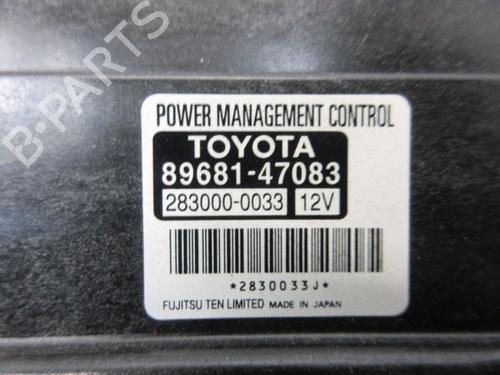 B-PARTS
POWER MANAGEMENT CONTROL
TOYOTA
89681-47083
283000-0033 12V
*2830033J*
FUJITSU TEN LIMITED MADE IN JAPAN